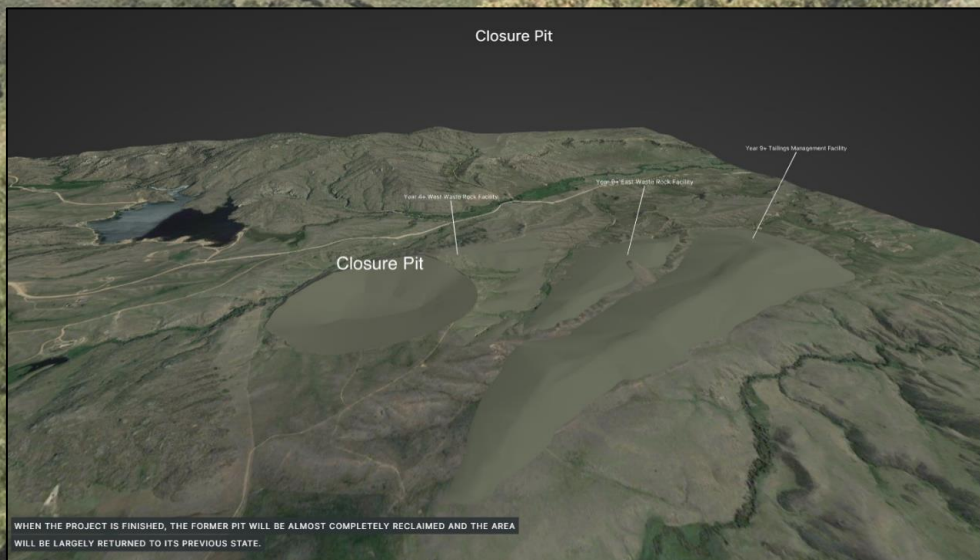 Closure Pit
Year 5+ Tailings Management Facility
Year 6+ East Waste Rock Facility
Year 4+ West Waste Rock Facility
Closure Pit
WHEN THE PROJECT IS FINISHED, THE FORMER PIT WILL BE ALMOST COMPLETELY RECLAIMED AND THE AREA
WILL BE LARGELY RETURNED TO ITS PREVIOUS STATE.